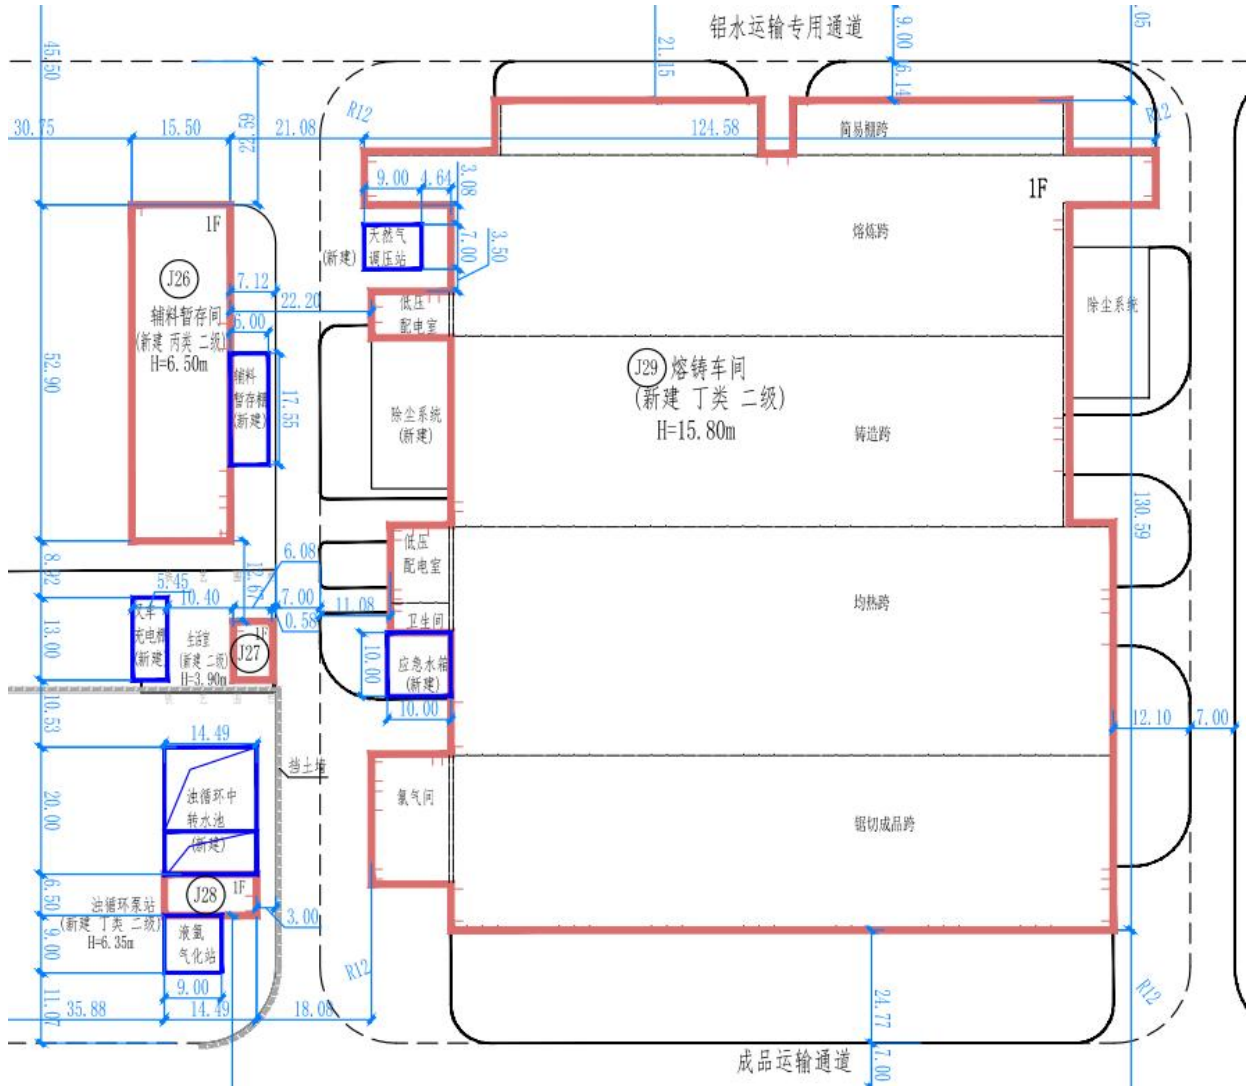 铝水运输专用通道
45.50
21.15
9.00
6.14
.05
30.75
15.50
22.69
21.08
R12
124.58
R12
简易棚跨
3.08
9.00
4.64
1F
1F
天然气
调压站
(新建)
7.00
3.50
熔炼跨
J26
7.12
22.20
辅料暂存间
(新建 丙类 二级)
H=6.50m
6.00
低压
配电室
除尘系统
52.90
辅料
暂存棚
(新建)
17.55
J29
熔铸车间
(新建 丁类 二级)
H=15.80m
除尘系统
(新建)
铸造跨
130.59
8.92
12.67
6.08
低压
配电室
5.45
10.40
7.00
0.58
11.08
均热跨
13.00
叉车
充电棚
(新建)
生活室
(新建 二级)
H=3.90m
1F
J27
卫生间
10.00
应急水箱
(新建)
10.00
10.53
14.49
挡土墙
12.10
7.00
20.00
浊循环中
转水池
(新建)
氯气间
锯切成品跨
6.50
J28
1F
浊循环泵站
(新建 丁类 二级)
H=6.35m
3.00
9.00
液氩
气化站
R12
R12
9.00
11.07
35.88
14.49
18.08
24.77
成品运输通道
7.00